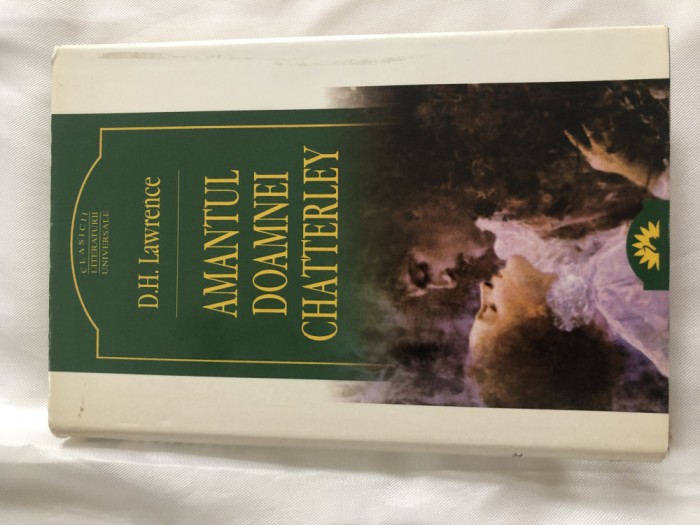 CLASICII
LITERATURII
UNIVERSALE
D.H. Lawrence
AMANTUL
DOAMNEI
CHATTERLEY